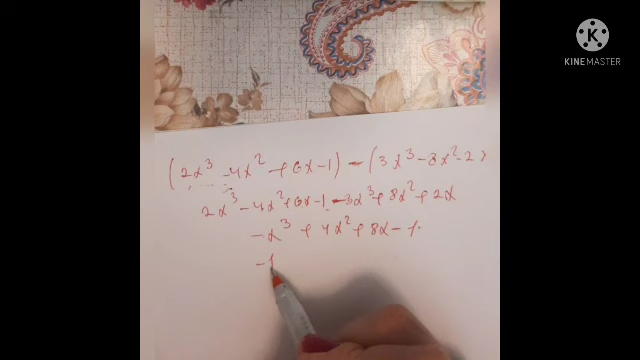 K
KINEMASTER
(2x³ - 4x² + 6x - 1) - (3x³ - 8x² - 2x)
2x³ - 4x² + 6x - 1 - 3x³ + 8x² + 2x
-x³ + 4x² + 8x - 1.
-1